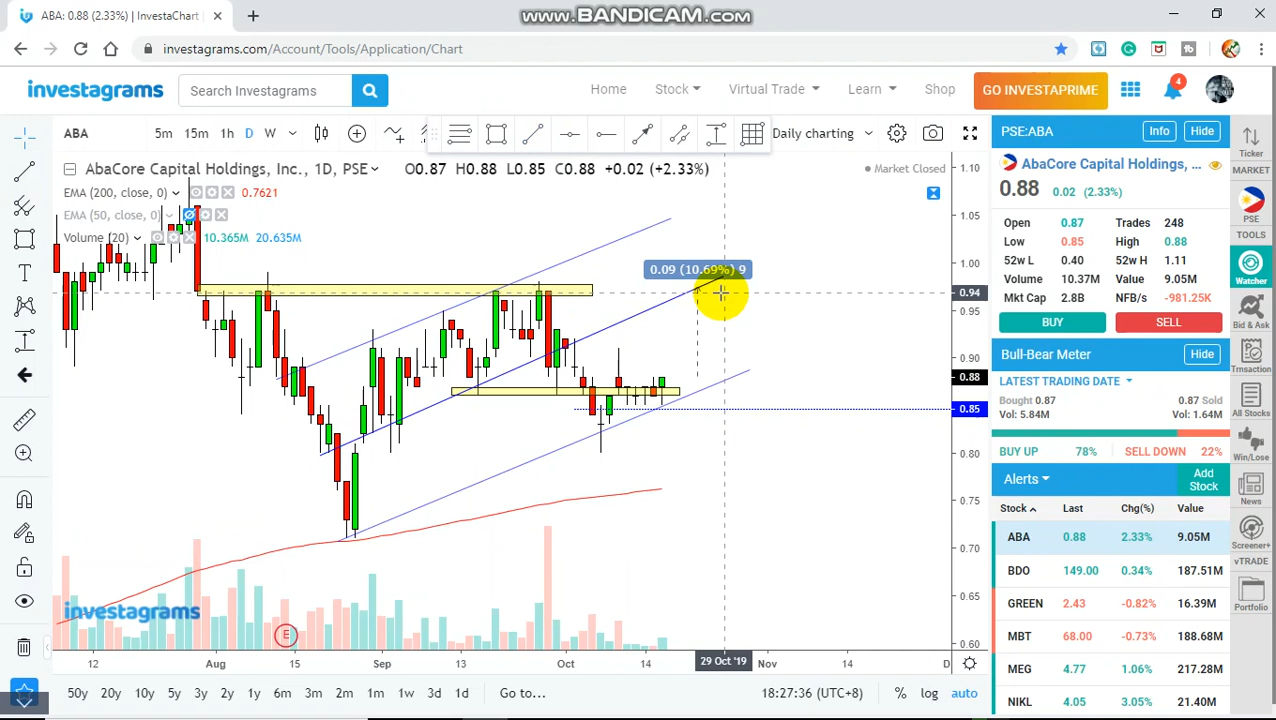 ABA: 0.88 (2.33%) | InvestaChart
www.BANDICAM.com
investagrams.com/Account/Tools/Application/Chart
investagrams
Search Investagrams
Home
Stock
Virtual Trade
Learn
Shop
GO INVESTAPRIME
4
ABA
5m 15m 1h D W
Daily charting
AbaCore Capital Holdings, Inc., 1D, PSE
O0.87 H0.88 L0.85 C0.88 +0.02 (+2.33%)
Market Closed
EMA (200, close, 0) 0.7621
EMA (50, close, 0)
Volume (20) 10.365M 20.635M
0.09 (10.69%) 9
1.10
1.05
1.00
0.94
0.95
0.90
0.88
0.85
0.80
0.75
0.70
0.65
0.60
investagrams
E
12 Aug 15 Sep 13 Oct 14 29 Oct '19 Nov 14 D
50y 20y 10y 5y 3y 2y 1y 6m 3m 2m 1m 1w 3d 1d Go to...
18:27:36 (UTC+8) % log auto
PSE:ABA Info Hide
AbaCore Capital Holdings, ...
0.88 0.02 (2.33%)
Open 0.87 Trades 248
Low 0.85 High 0.88
52w L 0.40 52w H 1.11
Volume 10.37M Value 9.05M
Mkt Cap 2.8B NFB/s -981.25K
BUY SELL
Bull-Bear Meter Hide
LATEST TRADING DATE
Bought 0.87 0.87 Sold
Vol: 5.84M Vol: 1.64M
BUY UP 78% SELL DOWN 22%
Alerts Add Stock
Stock Last Chg(%) Value
ABA 0.88 2.33% 9.05M
BDO 149.00 0.34% 187.51M
GREEN 2.43 -0.82% 16.39M
MBT 68.00 -0.73% 188.68M
MEG 4.77 1.06% 217.28M
NIKL 4.05 3.05% 21.40M
Ticker
MARKET
PSE
TOOLS
Watcher
Bid & Ask
Trnsaction
All Stocks
Win/Lose
News
Screener+
vTRADE
Portfolio